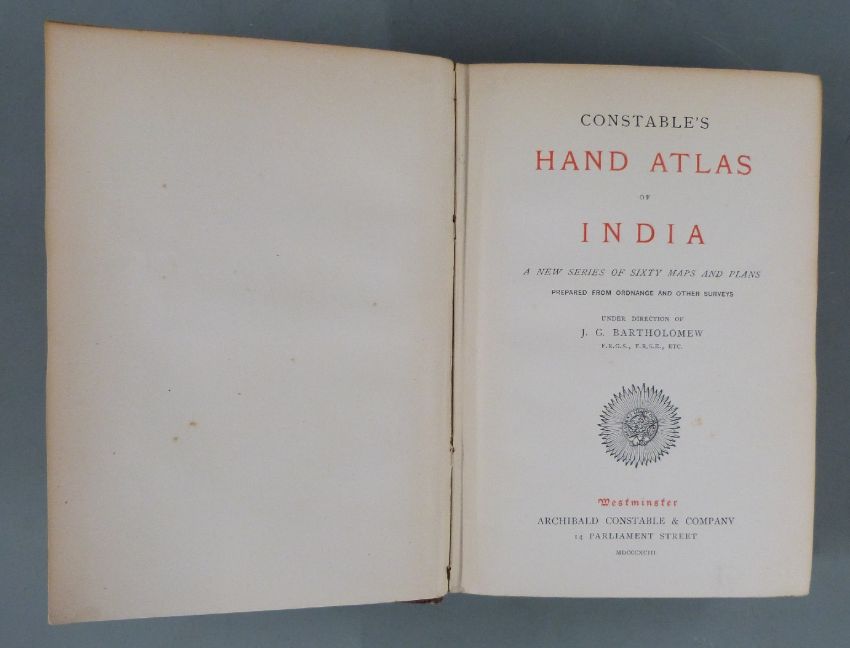 CONSTABLE'S
HAND ATLAS
OF
INDIA
A NEW SERIES OF SIXTY MAPS AND PLANS
PREPARED FROM ORDNANCE AND OTHER SURVEYS
UNDER DIRECTION OF
J. G. BARTHOLOMEW
F.R.G.S., F.R.S.E., ETC.
Westminster
ARCHIBALD CONSTABLE & COMPANY
14 PARLIAMENT STREET
MDCCCXCIII